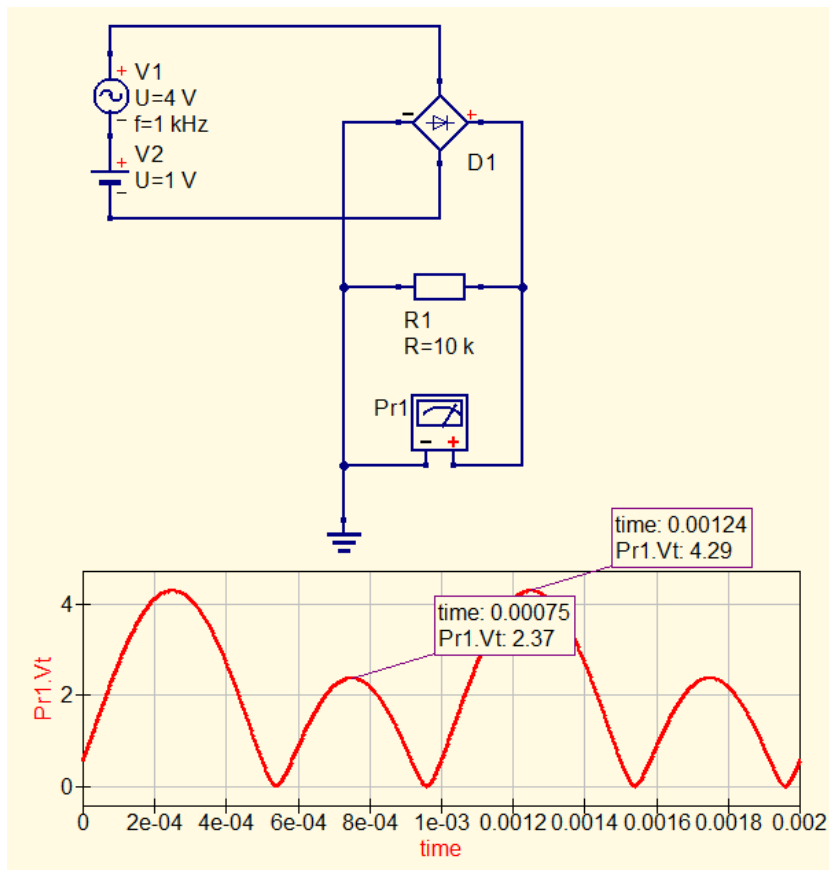 + V1
U=4 V
− f=1 kHz
+ V2
U=1 V
−
− +
D1
R1
R=10 k
Pr1
− +
time: 0.00124
Pr1.Vt: 4.29
time: 0.00075
Pr1.Vt: 2.37
4
2
0
Pr1.Vt
0 2e-04 4e-04 6e-04 8e-04 1e-03 0.0012 0.0014 0.0016 0.0018 0.002
time